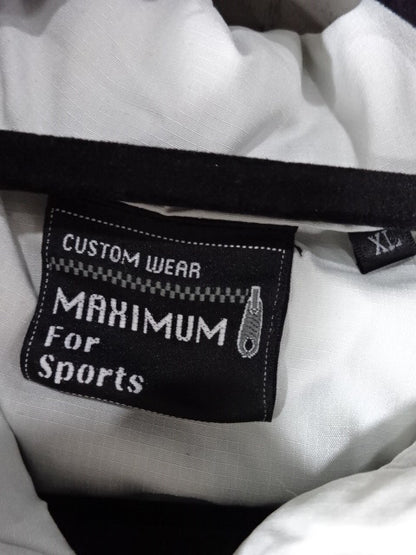 CUSTOM WEAR
MAXIMUM
For
Sports
XL